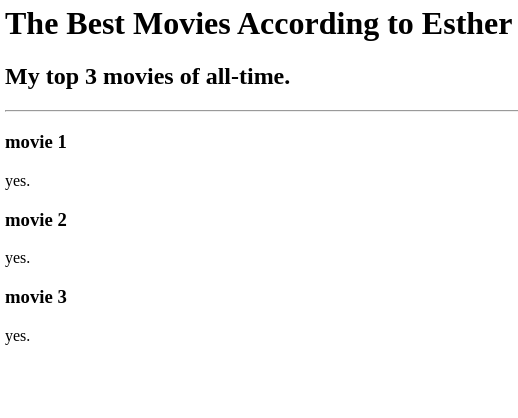 The Best Movies According to Esther
My top 3 movies of all-time.
movie 1
yes.
movie 2
yes.
movie 3
yes.